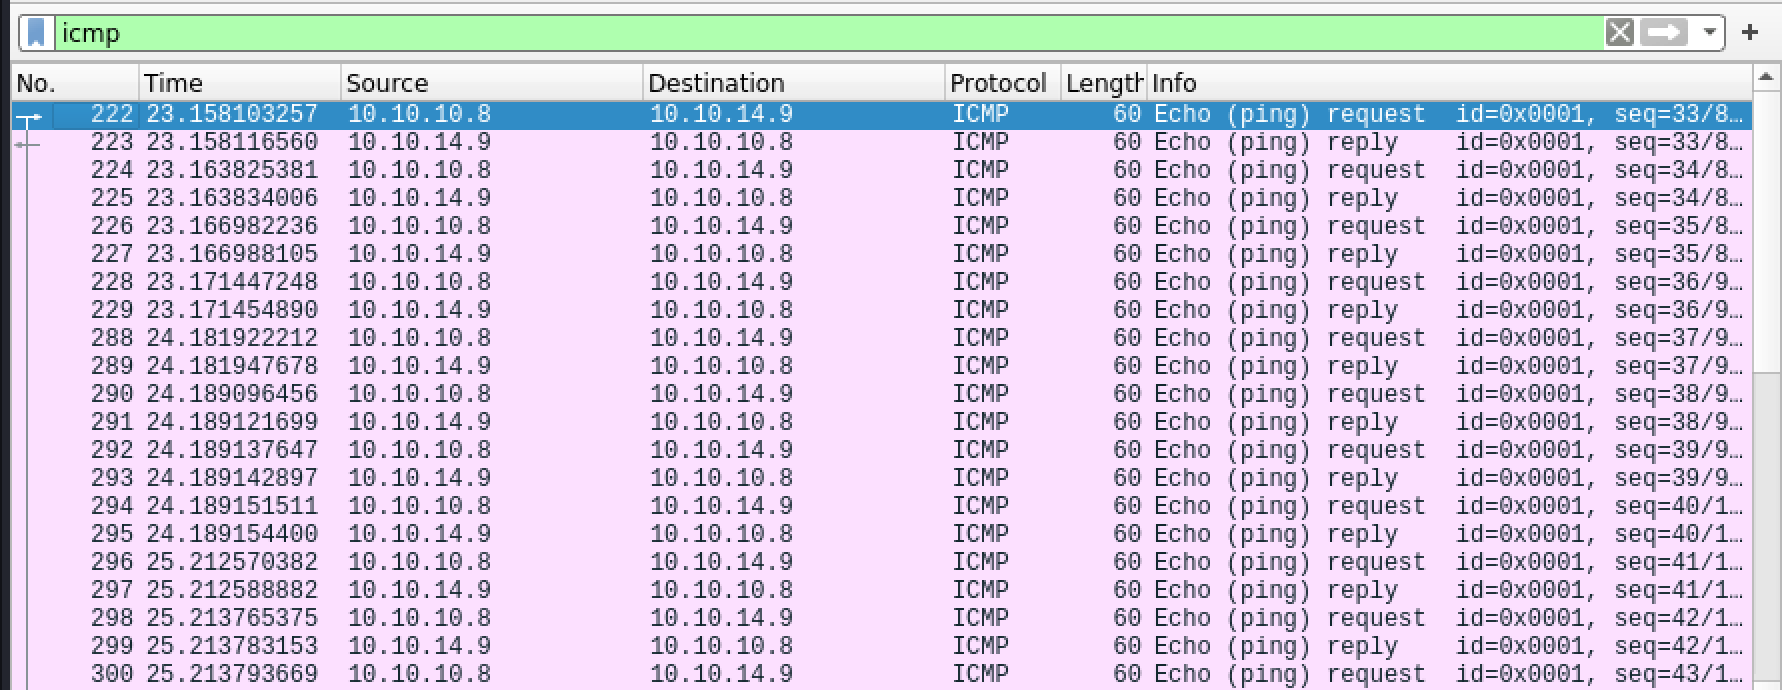 icmp
No. Time Source Destination Protocol Length Info
222 23.158103257 10.10.10.8 10.10.14.9 ICMP 60 Echo (ping) request id=0x0001, seq=33/8…
223 23.158116560 10.10.14.9 10.10.10.8 ICMP 60 Echo (ping) reply id=0x0001, seq=33/8…
224 23.163825381 10.10.10.8 10.10.14.9 ICMP 60 Echo (ping) request id=0x0001, seq=34/8…
225 23.163834006 10.10.14.9 10.10.10.8 ICMP 60 Echo (ping) reply id=0x0001, seq=34/8…
226 23.166982236 10.10.10.8 10.10.14.9 ICMP 60 Echo (ping) request id=0x0001, seq=35/8…
227 23.166988105 10.10.14.9 10.10.10.8 ICMP 60 Echo (ping) reply id=0x0001, seq=35/8…
228 23.171447248 10.10.10.8 10.10.14.9 ICMP 60 Echo (ping) request id=0x0001, seq=36/9…
229 23.171454890 10.10.14.9 10.10.10.8 ICMP 60 Echo (ping) reply id=0x0001, seq=36/9…
288 24.181922212 10.10.10.8 10.10.14.9 ICMP 60 Echo (ping) request id=0x0001, seq=37/9…
289 24.181947678 10.10.14.9 10.10.10.8 ICMP 60 Echo (ping) reply id=0x0001, seq=37/9…
290 24.189096456 10.10.10.8 10.10.14.9 ICMP 60 Echo (ping) request id=0x0001, seq=38/9…
291 24.189121699 10.10.14.9 10.10.10.8 ICMP 60 Echo (ping) reply id=0x0001, seq=38/9…
292 24.189137647 10.10.10.8 10.10.14.9 ICMP 60 Echo (ping) request id=0x0001, seq=39/9…
293 24.189142897 10.10.14.9 10.10.10.8 ICMP 60 Echo (ping) reply id=0x0001, seq=39/9…
294 24.189151511 10.10.10.8 10.10.14.9 ICMP 60 Echo (ping) request id=0x0001, seq=40/1…
295 24.189154400 10.10.14.9 10.10.10.8 ICMP 60 Echo (ping) reply id=0x0001, seq=40/1…
296 25.212570382 10.10.10.8 10.10.14.9 ICMP 60 Echo (ping) request id=0x0001, seq=41/1…
297 25.212588882 10.10.14.9 10.10.10.8 ICMP 60 Echo (ping) reply id=0x0001, seq=41/1…
298 25.213765375 10.10.10.8 10.10.14.9 ICMP 60 Echo (ping) request id=0x0001, seq=42/1…
299 25.213783153 10.10.14.9 10.10.10.8 ICMP 60 Echo (ping) reply id=0x0001, seq=42/1…
300 25.213793669 10.10.10.8 10.10.14.9 ICMP 60 Echo (ping) request id=0x0001, seq=43/1…